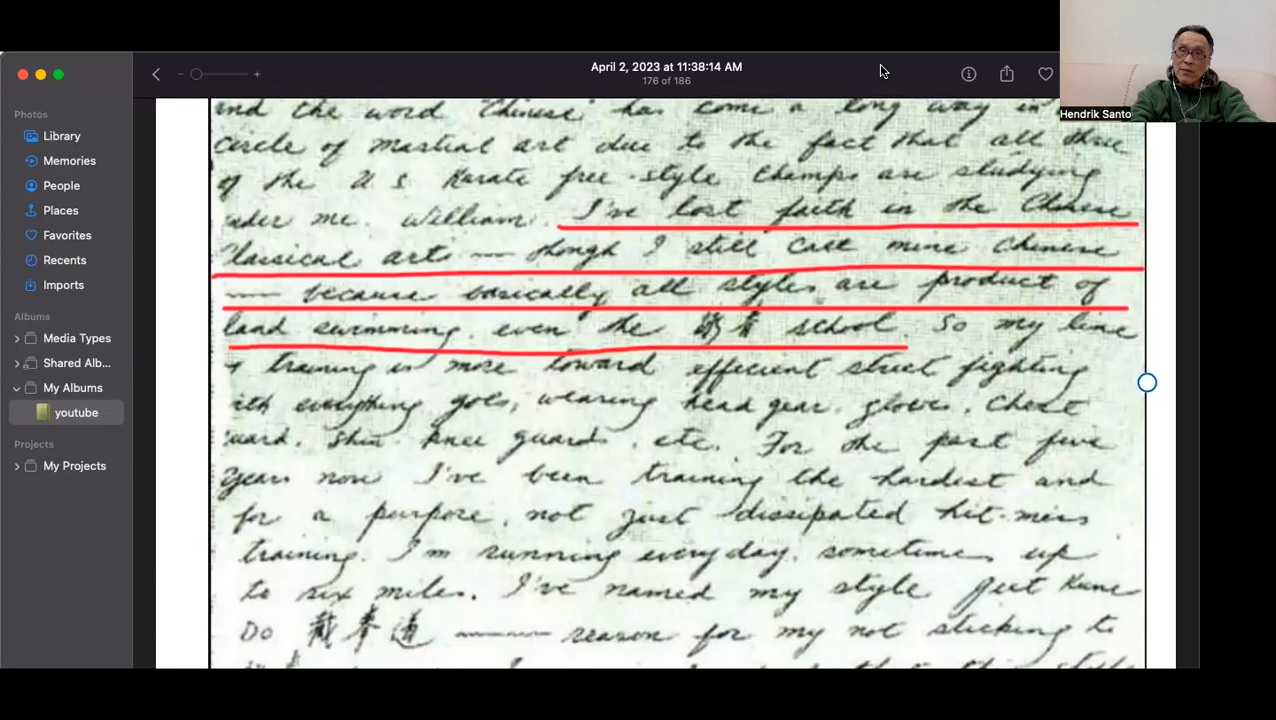 April 2, 2023 at 11:38:14 AM
176 of 186
Hendrik Santo
Photos
Library
Memories
People
Places
Favorites
Recents
Imports
Albums
Media Types
Shared Alb...
My Albums
youtube
Projects
My Projects
and the word "Chinese" has come a long way in
circle of martial art due to the fact that all three
of the U S Karate free-style champs are studying
under me. William. I've lost faith in the Chinese
Classical arts — though I still call mine Chinese
— because basically all styles are product of
land swimming, even the school. So my line
of training is more toward efficient street fighting
with everything goes, wearing head gear, gloves, chest
guard, shin knee guards, etc. For the past five
years now I've been training the hardest and
for a purpose, not just dissipated hit-miss
training. I'm running everyday, sometimes up
to six miles. I've named my style Jeet Kune
Do 截拳道 — reason for my not sticking to